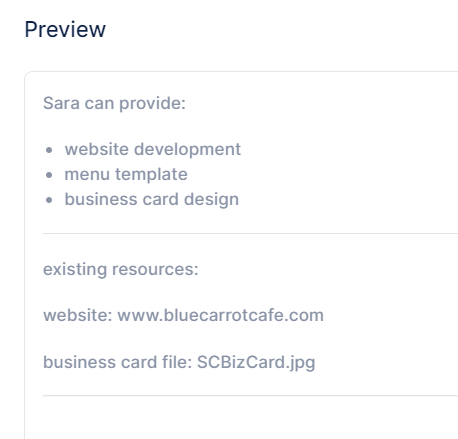 Preview
Sara can provide:
website development
menu template
business card design
existing resources:
website: www.bluecarrotcafe.com
business card file: SCBizCard.jpg